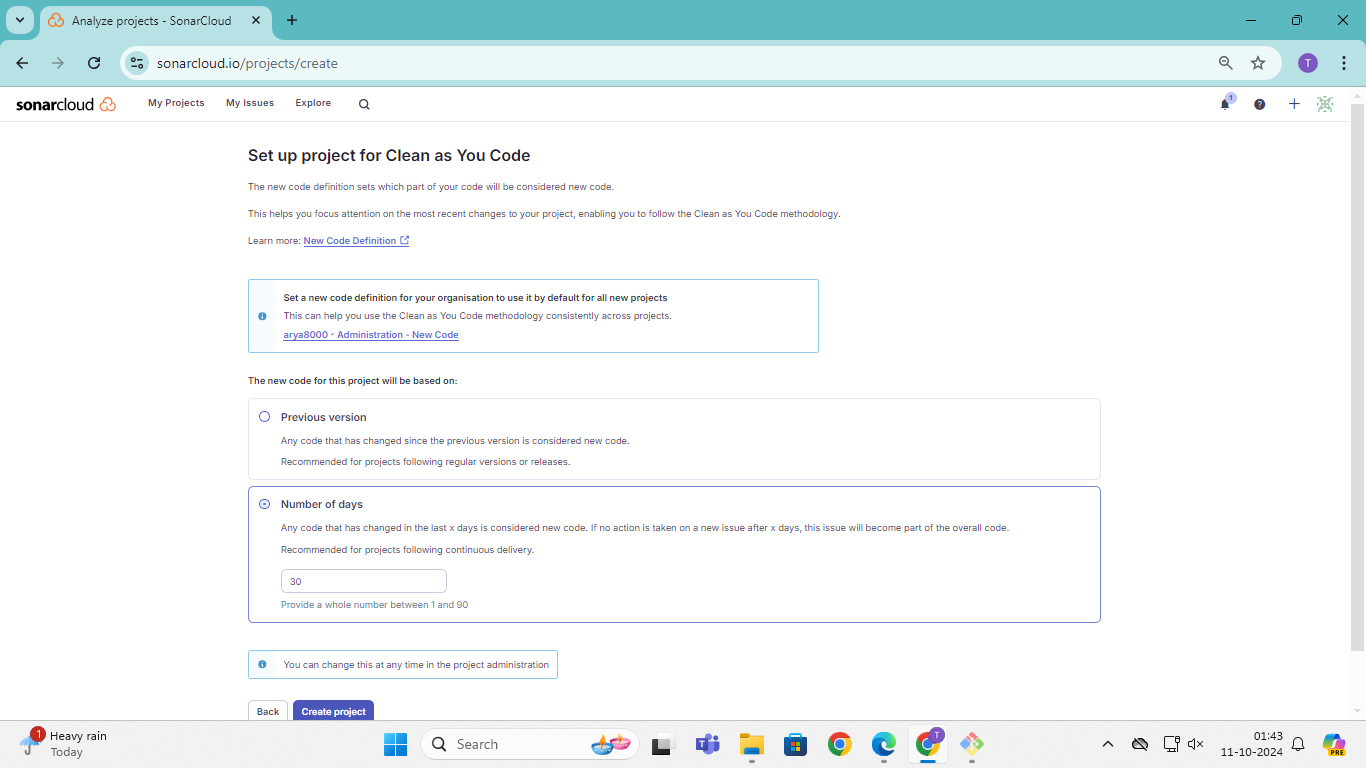 Analyze projects - SonarCloud
sonarcloud.io/projects/create
T
sonarcloud
My Projects
My Issues
Explore
1
Set up project for Clean as You Code
The new code definition sets which part of your code will be considered new code.
This helps you focus attention on the most recent changes to your project, enabling you to follow the Clean as You Code methodology.
Learn more: New Code Definition
Set a new code definition for your organisation to use it by default for all new projects
This can help you use the Clean as You Code methodology consistently across projects.
arya8000 - Administration - New Code
The new code for this project will be based on:
Previous version
Any code that has changed since the previous version is considered new code.
Recommended for projects following regular versions or releases.
Number of days
Any code that has changed in the last x days is considered new code. If no action is taken on a new issue after x days, this issue will become part of the overall code.
Recommended for projects following continuous delivery.
30
Provide a whole number between 1 and 90
You can change this at any time in the project administration
Back
Create project
1
Heavy rain
Today
Search
T
01:43
11-10-2024
PRE